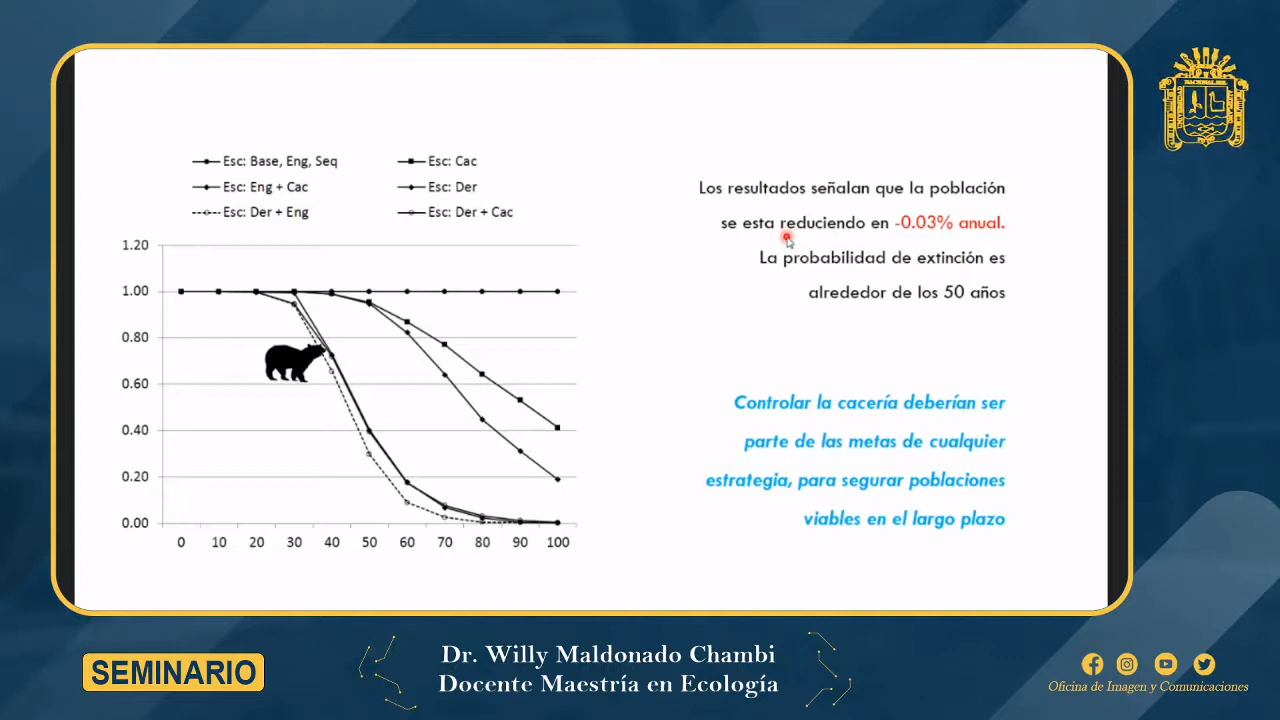 Esc: Base, Eng, Seq
Esc: Cac
Esc: Eng + Cac
Esc: Der
Esc: Der + Eng
Esc: Der + Cac
1.20
1.00
0.80
0.60
0.40
0.20
0.00
0 10 20 30 40 50 60 70 80 90 100
Los resultados señalan que la población
se esta reduciendo en -0.03% anual.
La probabilidad de extinción es
alrededor de los 50 años
Controlar la cacería deberían ser
parte de las metas de cualquier
estrategia, para segurar poblaciones
viables en el largo plazo
SEMINARIO
Dr. Willy Maldonado Chambi
Docente Maestría en Ecología
Oficina de Imagen y Comunicaciones